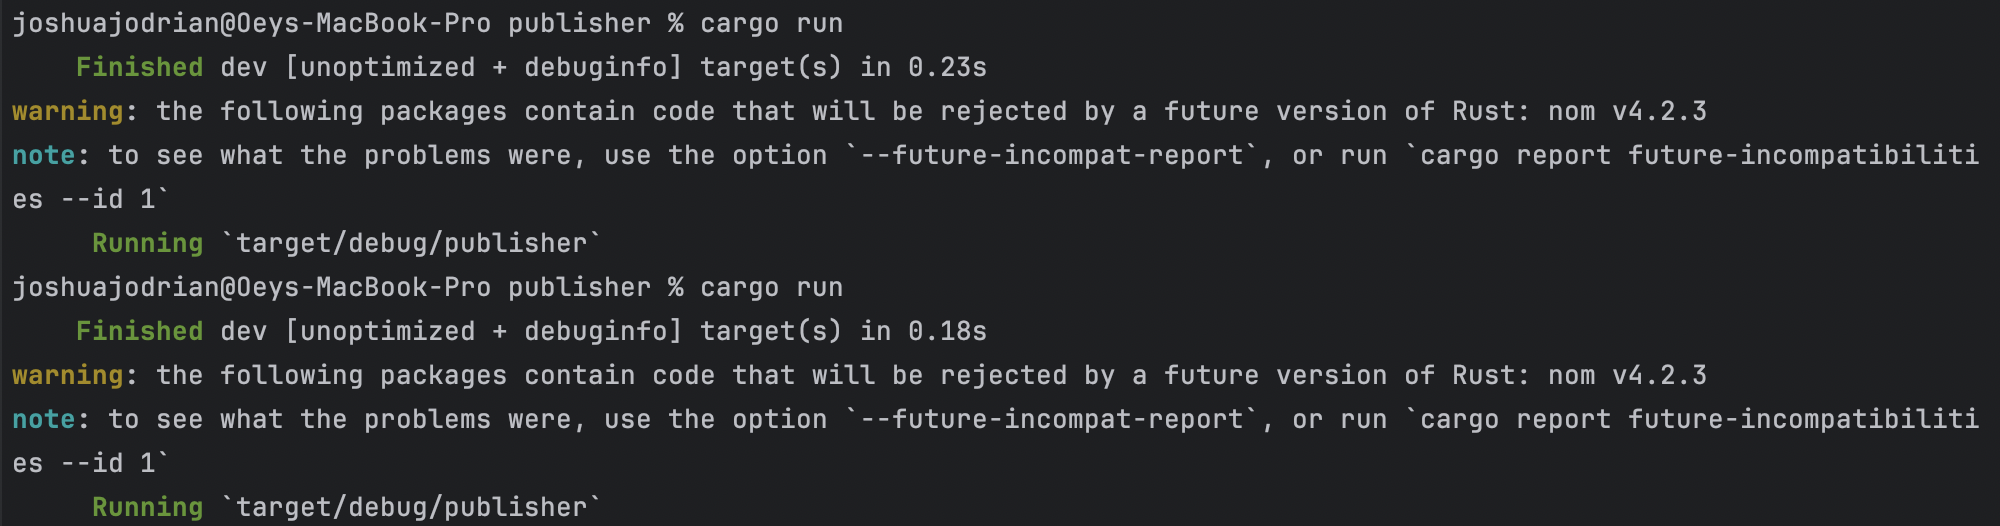 joshuajodrian@Oeys-MacBook-Pro publisher % cargo run
    Finished dev [unoptimized + debuginfo] target(s) in 0.23s
warning: the following packages contain code that will be rejected by a future version of Rust: nom v4.2.3
note: to see what the problems were, use the option `--future-incompat-report`, or run `cargo report future-incompatibiliti
es --id 1`
     Running `target/debug/publisher`
joshuajodrian@Oeys-MacBook-Pro publisher % cargo run
    Finished dev [unoptimized + debuginfo] target(s) in 0.18s
warning: the following packages contain code that will be rejected by a future version of Rust: nom v4.2.3
note: to see what the problems were, use the option `--future-incompat-report`, or run `cargo report future-incompatibiliti
es --id 1`
     Running `target/debug/publisher`